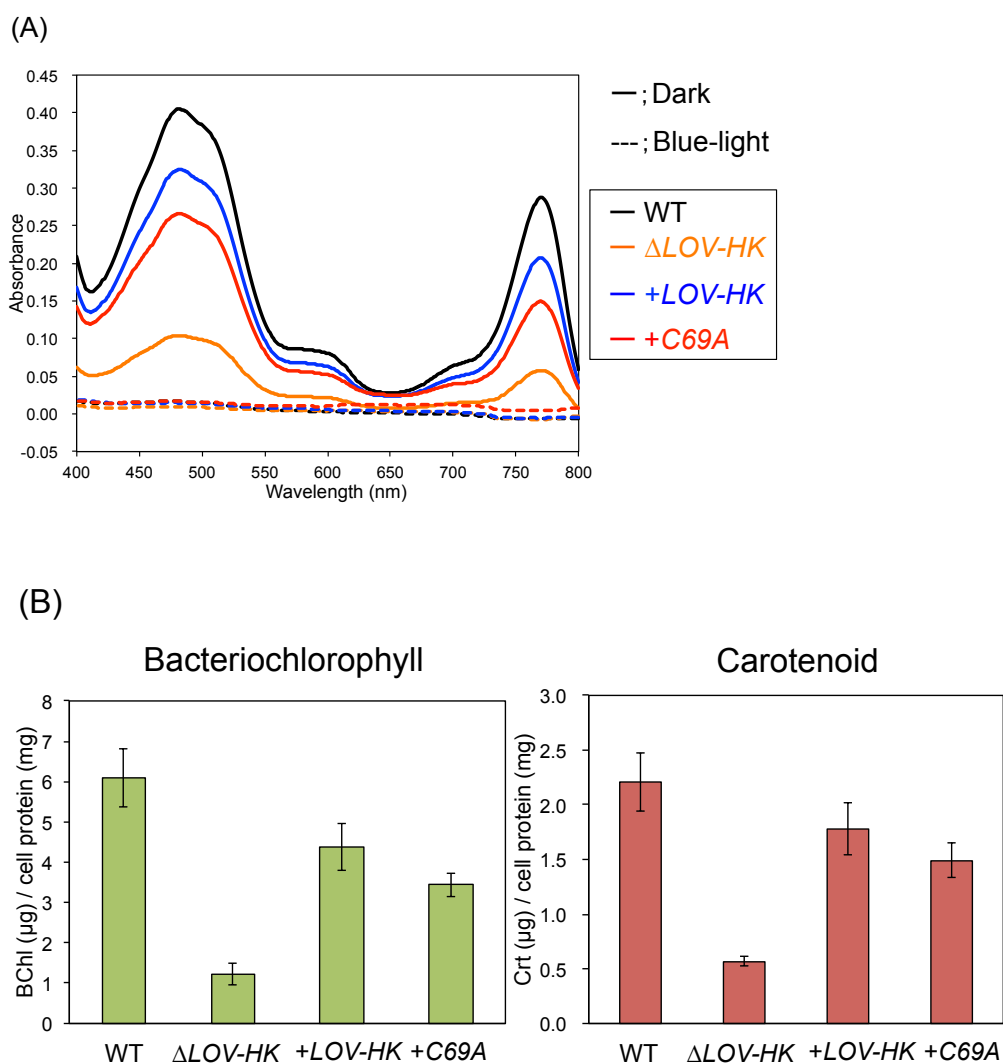 (A)
0.45
0.40
0.35
0.30
0.25
0.20
0.15
0.10
0.05
0.00
-0.05
Absorbance
400 450 500 550 600 650 700 750 800
Wavelength (nm)
—; Dark
---; Blue-light
WT
ΔLOV-HK
+LOV-HK
+C69A
(B)
Bacteriochlorophyll
8
7
6
5
4
3
2
1
0
BChl (μg) / cell protein (mg)
WT ΔLOV-HK +LOV-HK +C69A
Carotenoid
3.0
2.5
2.0
1.5
1.0
0.5
0.0
Crt (μg) / cell protein (mg)
WT ΔLOV-HK +LOV-HK +C69A